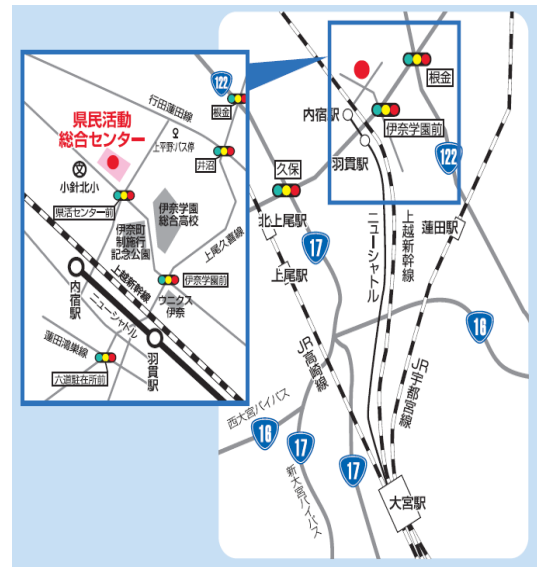 122
根金
行田蓮田線
県民活動
総合センター
上平野バス停
井沼
文
小針北小
県活センター前
伊奈学園
総合高校
伊奈町
制施行
記念公園
上尾久喜線
伊奈学園前
上越新幹線
ウニクス
伊奈
内宿駅
ニューシャトル
羽貫駅
蓮田鴻巣線
六道駐在所前
根金
内宿駅
伊奈学園前
羽貫駅
122
久保
北上尾駅
17
上尾駅
ニューシャトル
上越新幹線
蓮田駅
16
JR高崎線
JR宇都宮線
西大宮バイパス
16
17
新大宮バイパス
17
大宮駅